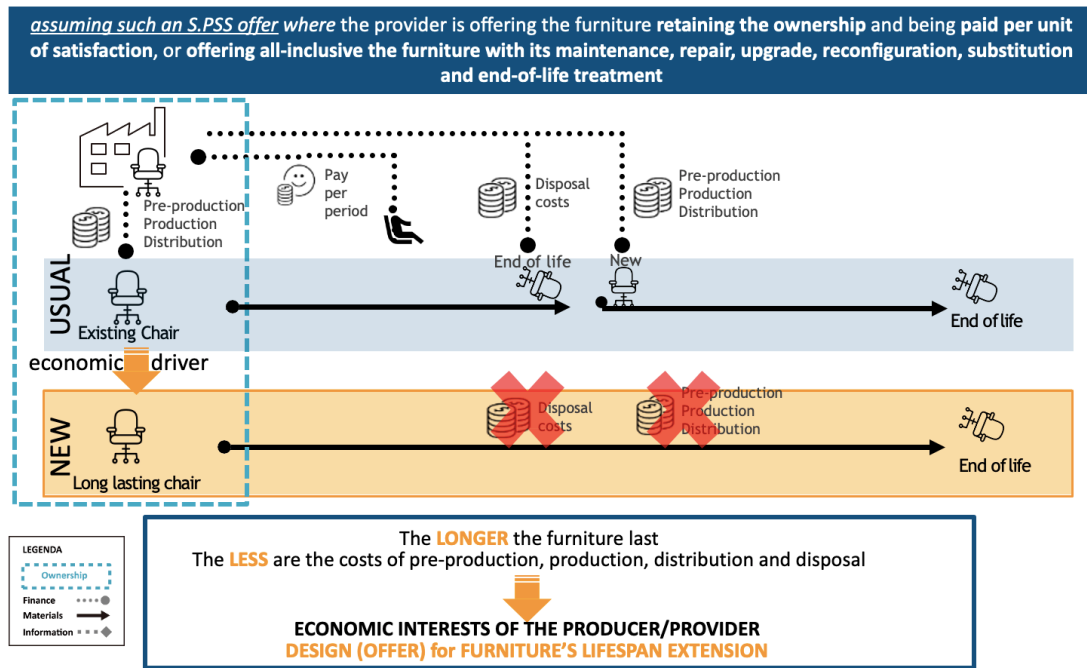 assuming such an S.PSS offer where the provider is offering the furniture retaining the ownership and being paid per unit
of satisfaction, or offering all-inclusive the furniture with its maintenance, repair, upgrade, reconfiguration, substitution
and end-of-life treatment
Pre-production
Production
Distribution
Pay
per
period
Disposal
costs
Pre-production
Production
Distribution
USUAL
Existing Chair
End of life
New
End of life
economic driver
NEW
Long lasting chair
Disposal
costs
Pre-production
Production
Distribution
End of life
LEGENDA
Ownership
Finance
Materials
Information
The LONGER the furniture last
The LESS are the costs of pre-production, production, distribution and disposal
ECONOMIC INTERESTS OF THE PRODUCER/PROVIDER
DESIGN (OFFER) for FURNITURE'S LIFESPAN EXTENSION